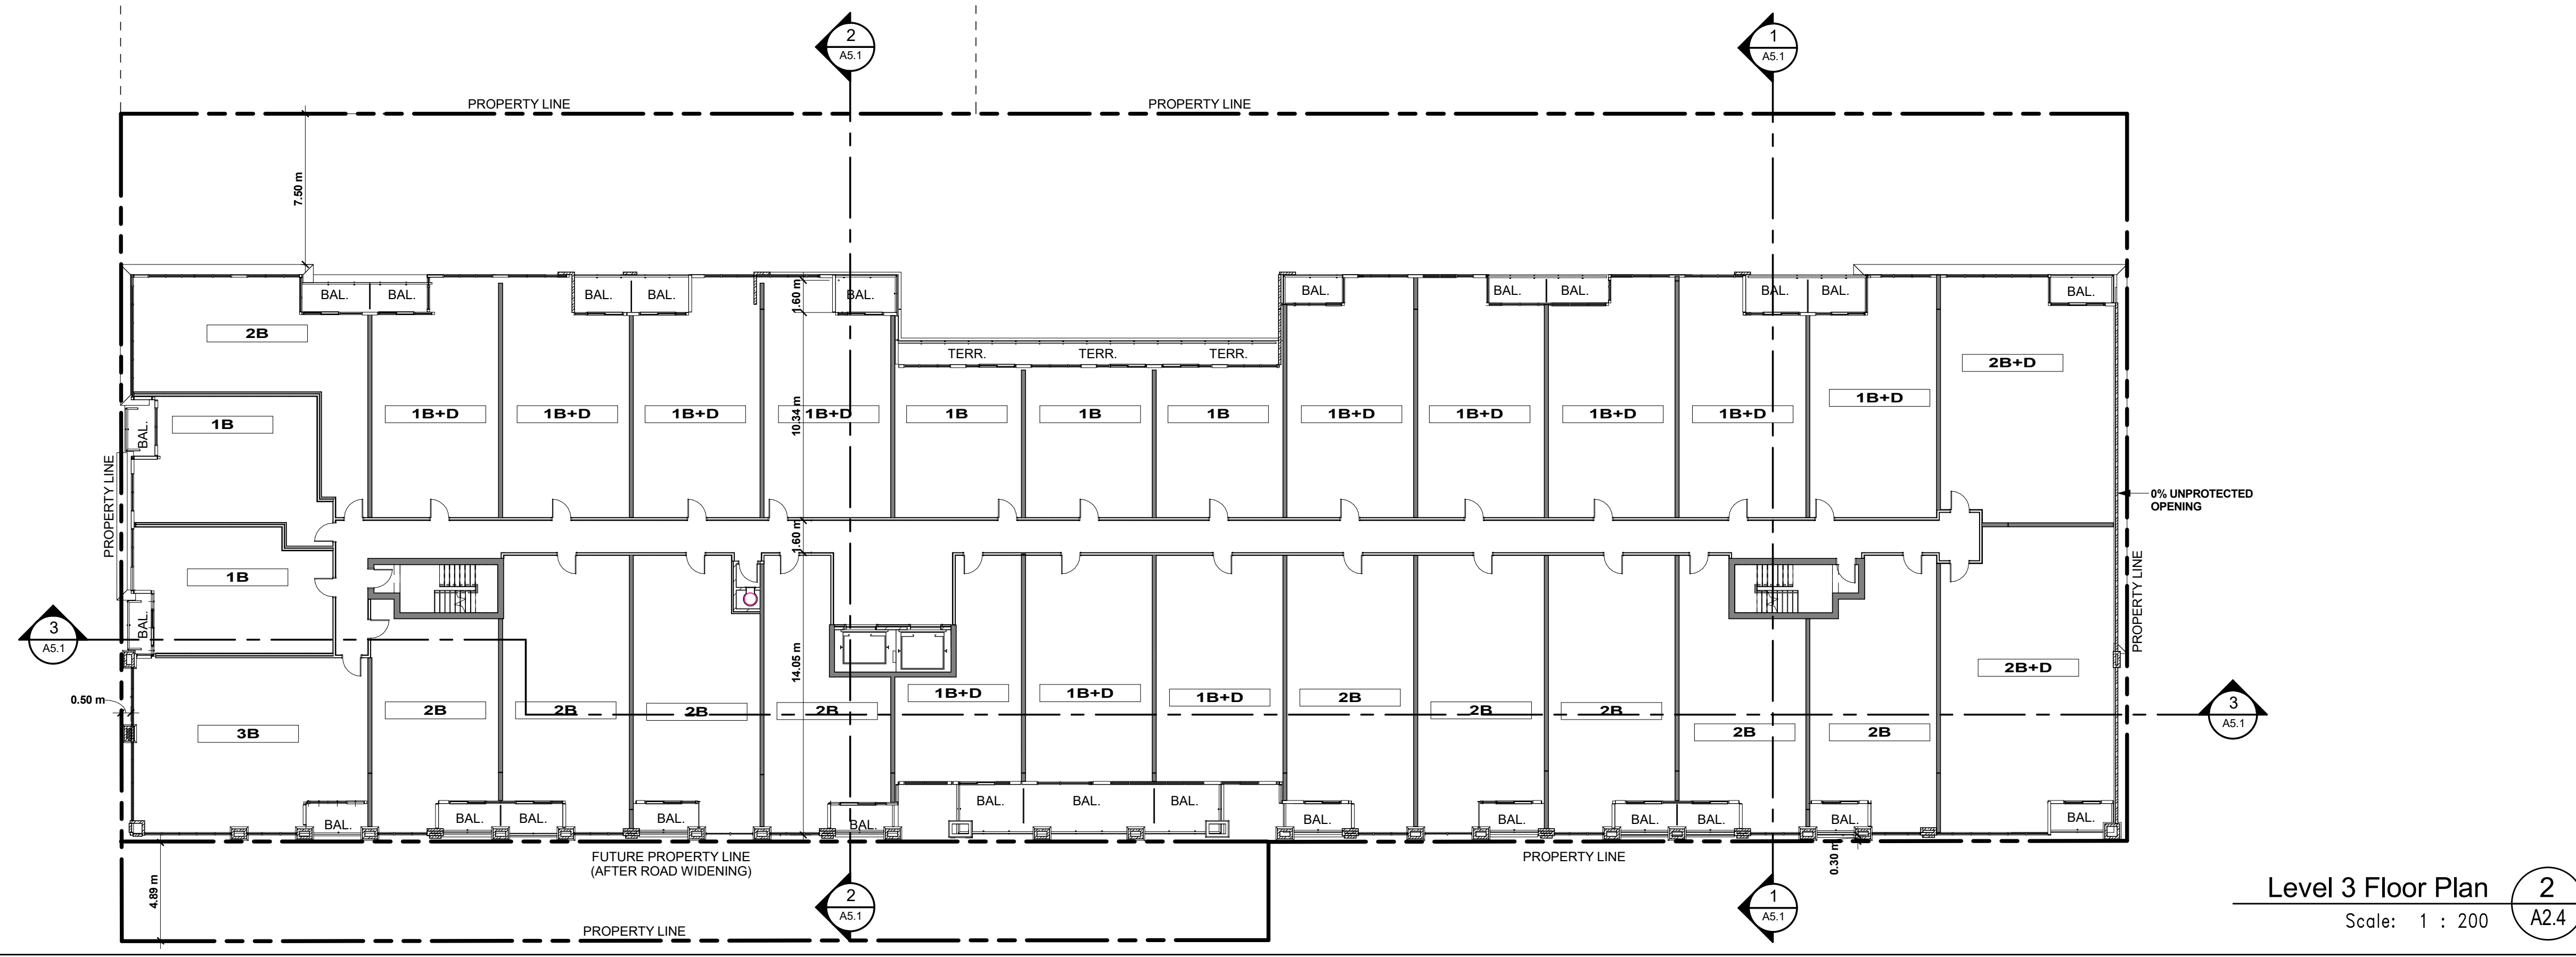 2
A5.1
1
A5.1
PROPERTY LINE
PROPERTY LINE
7.50 m
BAL.
BAL.
BAL.
BAL.
1.60 m
BAL.
BAL.
BAL.
BAL.
BAL.
BAL.
BAL.
2B
TERR.
TERR.
TERR.
2B+D
1B
1B+D
1B+D
1B+D
10.34 m
1B+D
1B
1B
1B
1B+D
1B+D
1B+D
1B+D
1B+D
BAL.
PROPERTY LINE
0% UNPROTECTED
OPENING
1.60 m
1B
BAL.
PROPERTY LINE
3
A5.1
14.05 m
2B+D
0.50 m
3B
2B
2B
2B
2B
1B+D
1B+D
1B+D
2B
2B
2B
2B
2B
3
A5.1
BAL.
BAL.
BAL.
BAL.
BAL.
BAL.
BAL.
BAL.
BAL.
BAL.
BAL.
BAL.
BAL.
BAL.
FUTURE PROPERTY LINE
(AFTER ROAD WIDENING)
PROPERTY LINE
0.30 m
4.89 m
2
A5.1
1
A5.1
PROPERTY LINE
Level 3 Floor Plan
2
Scale: 1 : 200
A2.4